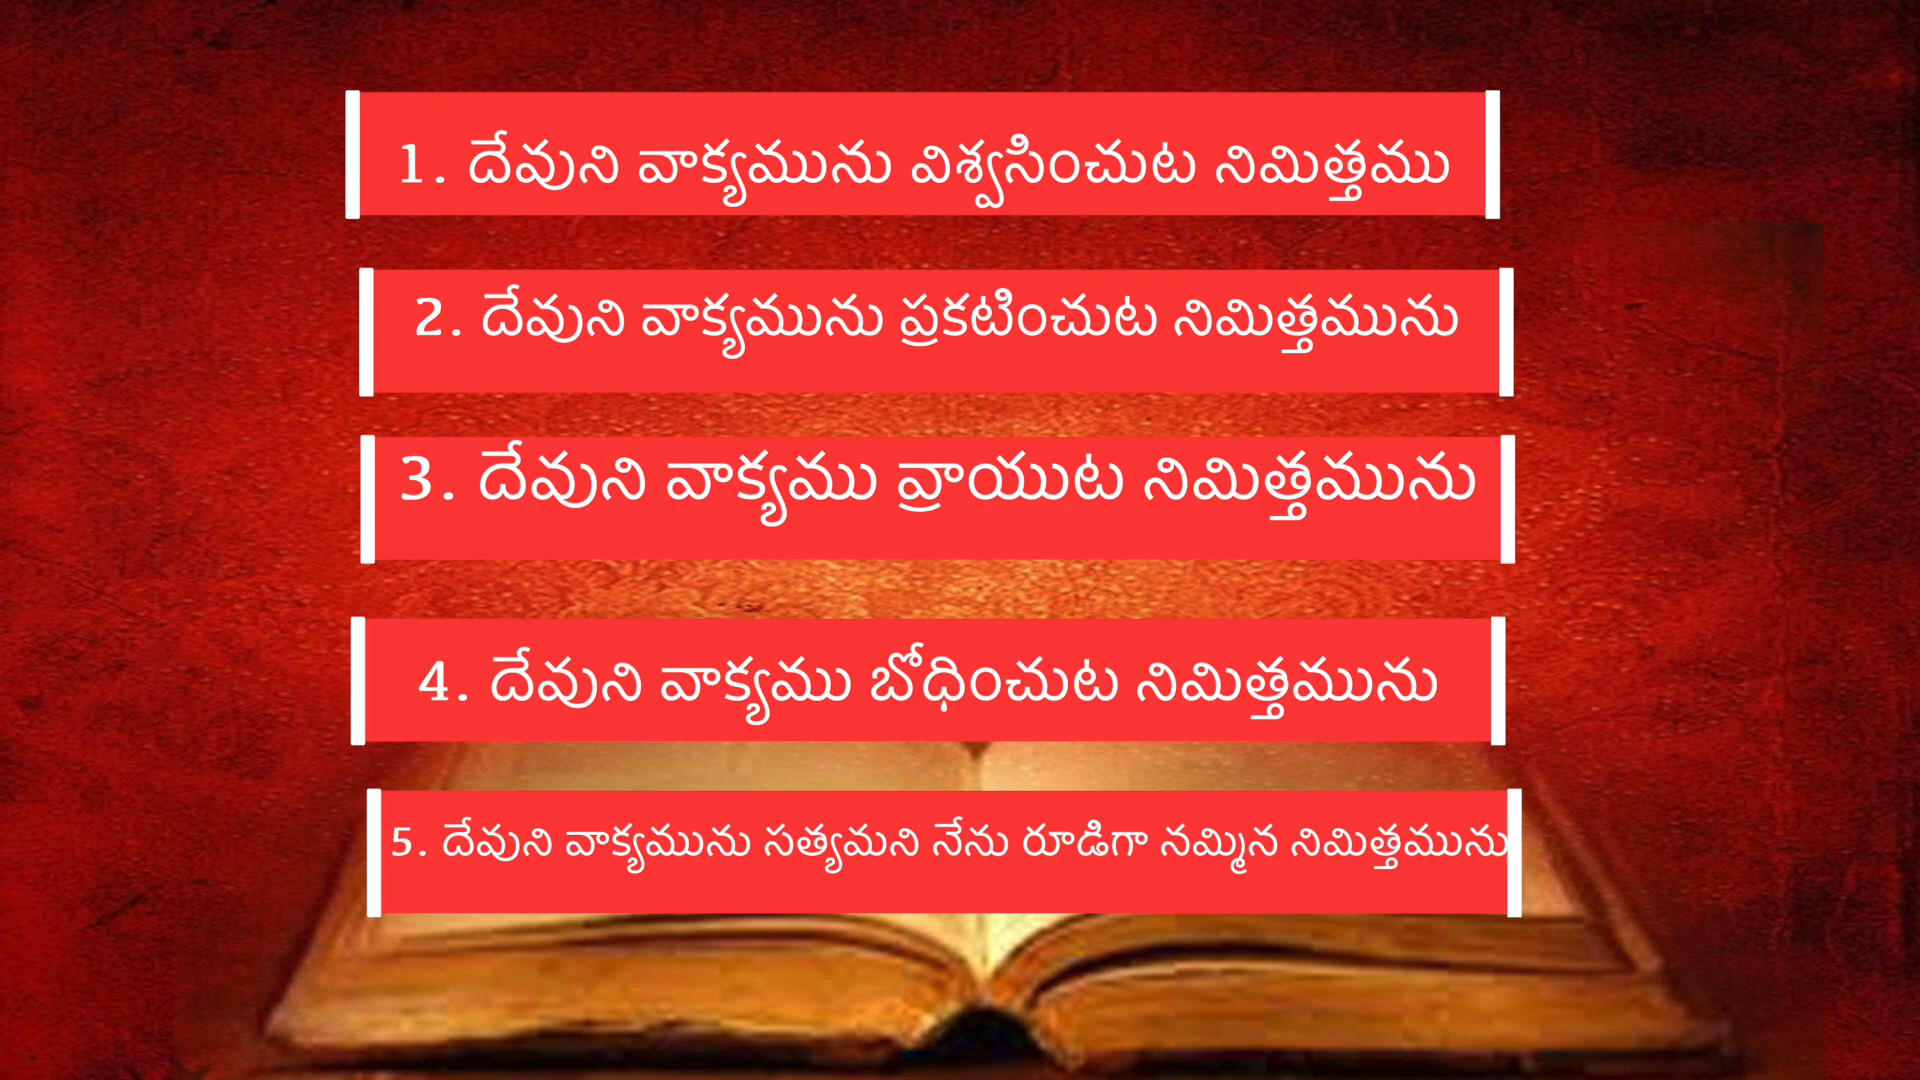 1. దేవుని వాక్యమును విశ్వసించుట నిమిత్తము
2. దేవుని వాక్యమును ప్రకటించుట నిమిత్తమును
3. దేవుని వాక్యము వ్రాయుట నిమిత్తమును
4. దేవుని వాక్యము బోధించుట నిమిత్తమును
5. దేవుని వాక్యమును సత్యమని నేను రూడిగా నమ్మిన నిమిత్తమును